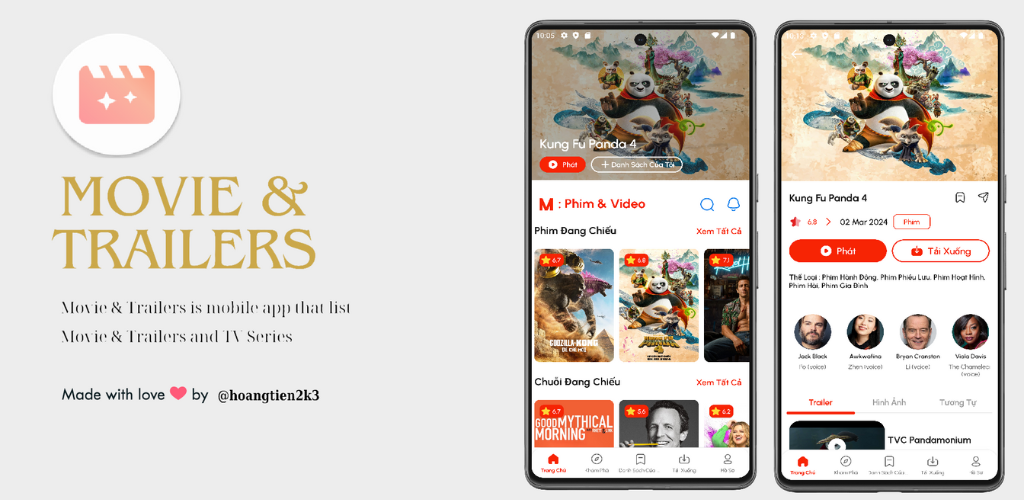 MOVIE &
TRAILERS
Movie & Trailers is mobile app that list
Movie & Trailers and TV Series
Made with love ❤ by @hoangtien2k3
10:05
Kung Fu Panda 4
Phát
+ Danh Sách Của Tôi
M : Phim & Video
Phim Đang Chiếu
Xem Tất Cả
6.7
6.8
7.1
GODZILLA KONG
Chuỗi Đang Chiếu
Xem Tất Cả
6.7
5.6
6.2
GOOD MYTHICAL
MORNING
Trang Chủ
Khám Phá
Danh Sách Của...
Tải Xuống
Hồ Sơ
10:12
Kung Fu Panda 4
6.8
02 Mar 2024
Phim
Phát
Tải Xuống
Thể Loại : Phim Hành Động, Phim Phiêu Lưu, Phim Hoạt Hình,
Phim Hài, Phim Gia Đình
Jack Black
Po (voice)
Awkwafina
Zhen (voice)
Bryan Cranston
Li (voice)
Viola Davis
The Chameleo
(voice)
Trailer
Hình Ảnh
Tương Tự
TVC Pandamonium
Trang Chủ
Khám Phá
Danh Sách Của...
Tải Xuống
Hồ Sơ